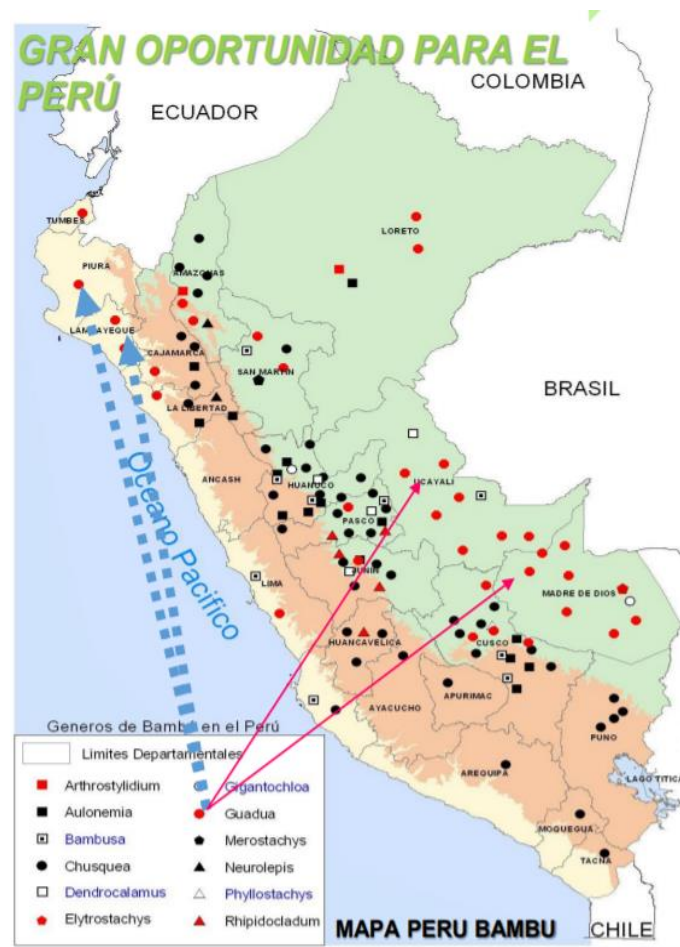 GRAN OPORTUNIDAD PARA EL
PERÚ
COLOMBIA
ECUADOR
TUMBES
LORETO
PIURA
AMAZONAS
LAMBAYEQUE
CAJAMARCA
SAN MARTIN
BRASIL
LA LIBERTAD
ANCASH
HUANUCO
UCAYALI
PASCO
Oceano Pacifico
LIMA
JUNIN
MADRE DE DIOS
HUANCAVELICA
CUSCO
AYACUCHO
APURIMAC
PUNO
AREQUIPA
LAGO TITICA
MOQUEGUA
TACNA
Generos de Bambú en el Perú
Limites Departamentales
Arthrostylidium
Gigantochloa
Aulonemia
Guadua
Bambusa
Merostachys
Chusquea
Neurolepis
Dendrocalamus
Phyllostachys
Elytrostachys
Rhipidocladum
MAPA PERU BAMBU
CHILE